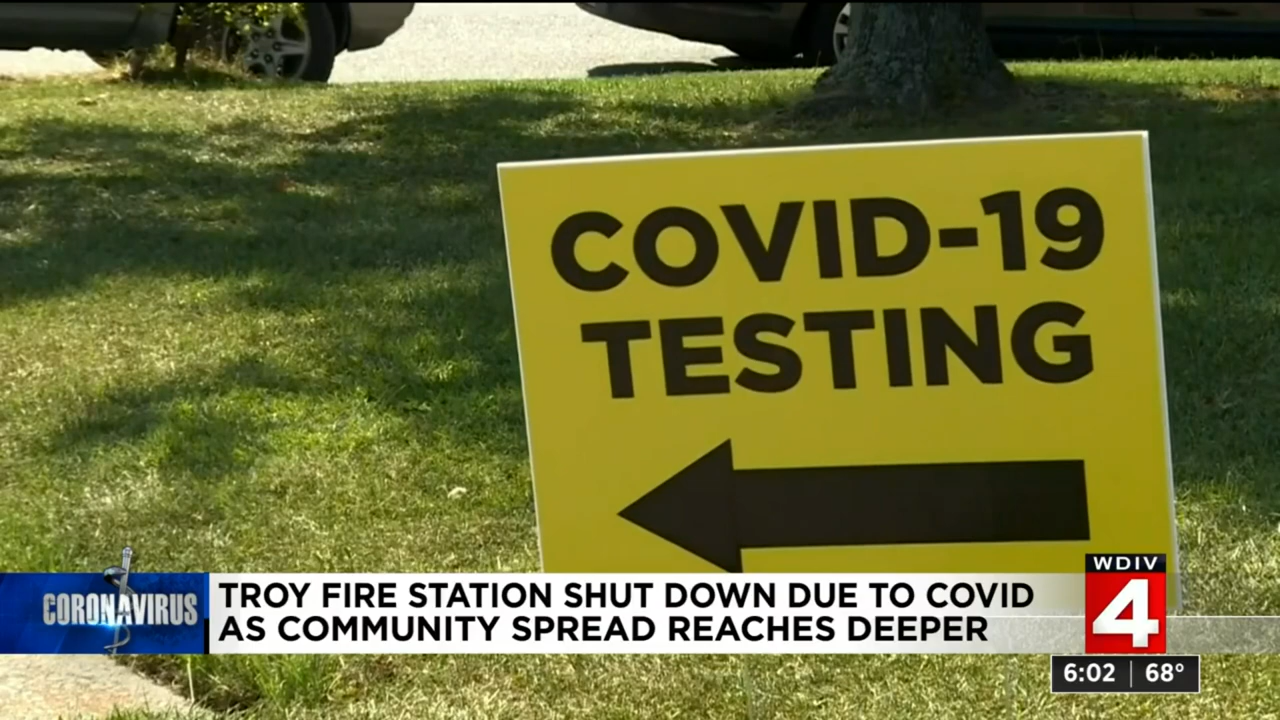 COVID-19
TESTING
CORONAVIRUS
TROY FIRE STATION SHUT DOWN DUE TO COVID
AS COMMUNITY SPREAD REACHES DEEPER
WDIV
4
6:02 68°